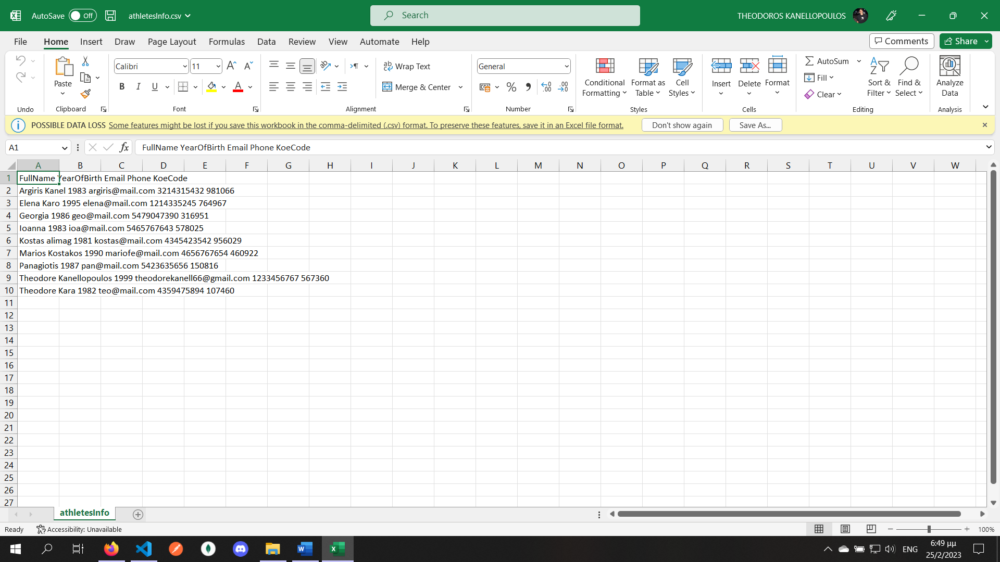 AutoSave Off athletesInfo.csv Search THEODOROS KANELLOPOULOS
File Home Insert Draw Page Layout Formulas Data Review View Automate Help Comments Share
Calibri 11 Wrap Text General AutoSum
Paste Merge & Center Conditional Formatting Format as Table Cell Styles Insert Delete Format Fill Clear Sort & Filter Find & Select Analyze Data
Undo Clipboard Font Alignment Number Styles Cells Editing Analysis
POSSIBLE DATA LOSS Some features might be lost if you save this workbook in the comma-delimited (.csv) format. To preserve these features, save it in an Excel file format. Don't show again Save As...
A1 fx FullName YearOfBirth Email Phone KoeCode
A B C D E F G H I J K L M N O P Q R S T U V W
1 FullName YearOfBirth Email Phone KoeCode
2 Argiris Kanel 1983 argiris@mail.com 3214315432 981066
3 Elena Karo 1995 elena@mail.com 1214335245 764967
4 Georgia 1986 geo@mail.com 5479047390 316951
5 Ioanna 1983 ioa@mail.com 5465767643 578025
6 Kostas alimag 1981 kostas@mail.com 4345423542 956029
7 Marios Kostakos 1990 mariofe@mail.com 4656767654 460922
8 Panagiotis 1987 pan@mail.com 5423635656 150816
9 Theodore Kanellopoulos 1999 theodorekanell66@gmail.com 1233456767 567360
10 Theodore Kara 1982 teo@mail.com 4359475894 107460
11
12
13
14
15
16
17
18
19
20
21
22
23
24
25
26
27
athletesInfo
Ready Accessibility: Unavailable 100%
ENG 6:49 μμ
25/2/2023